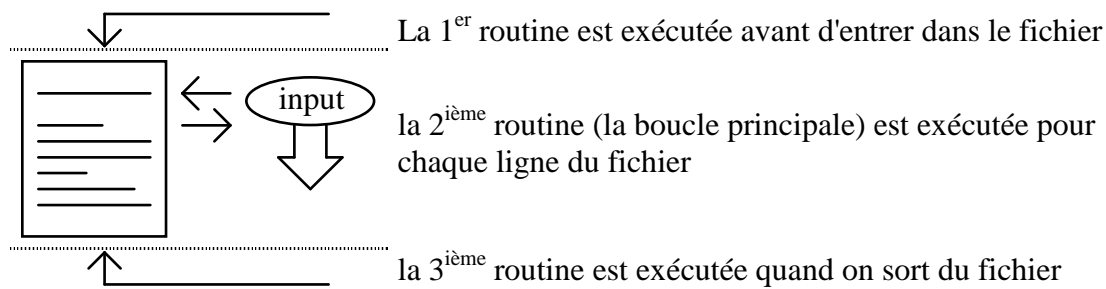 La 1er routine est exécutée avant d'entrer dans le fichier
input
la 2ième routine (la boucle principale) est exécutée pour
chaque ligne du fichier
la 3ième routine est exécutée quand on sort du fichier